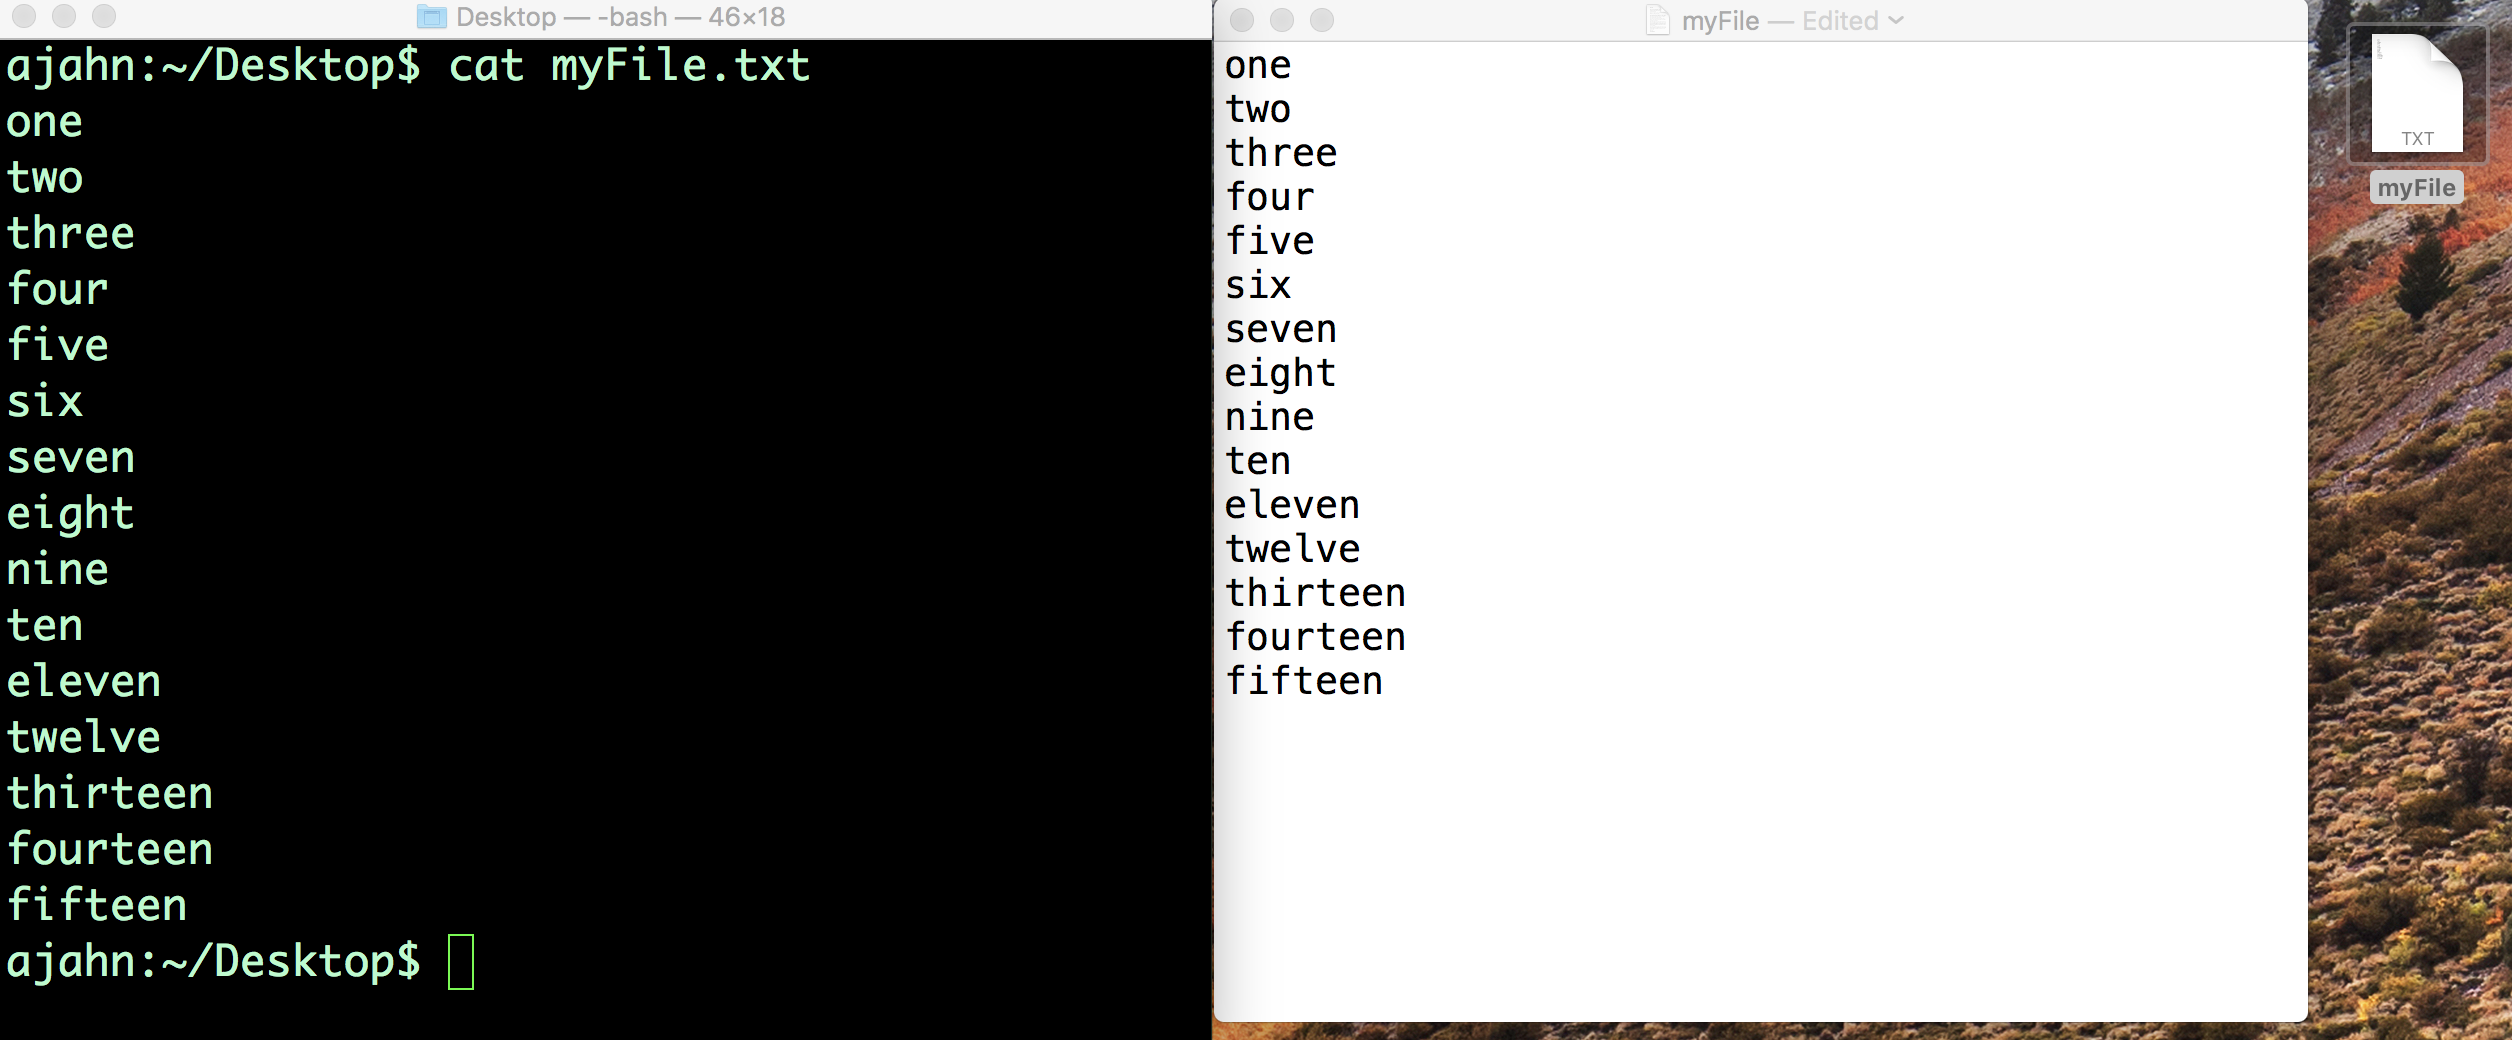 Desktop — -bash — 46×18
ajahn:~/Desktop$ cat myFile.txt
one
two
three
four
five
six
seven
eight
nine
ten
eleven
twelve
thirteen
fourteen
fifteen
ajahn:~/Desktop$
myFile — Edited
one
two
three
four
five
six
seven
eight
nine
ten
eleven
twelve
thirteen
fourteen
fifteen
TXT
myFile